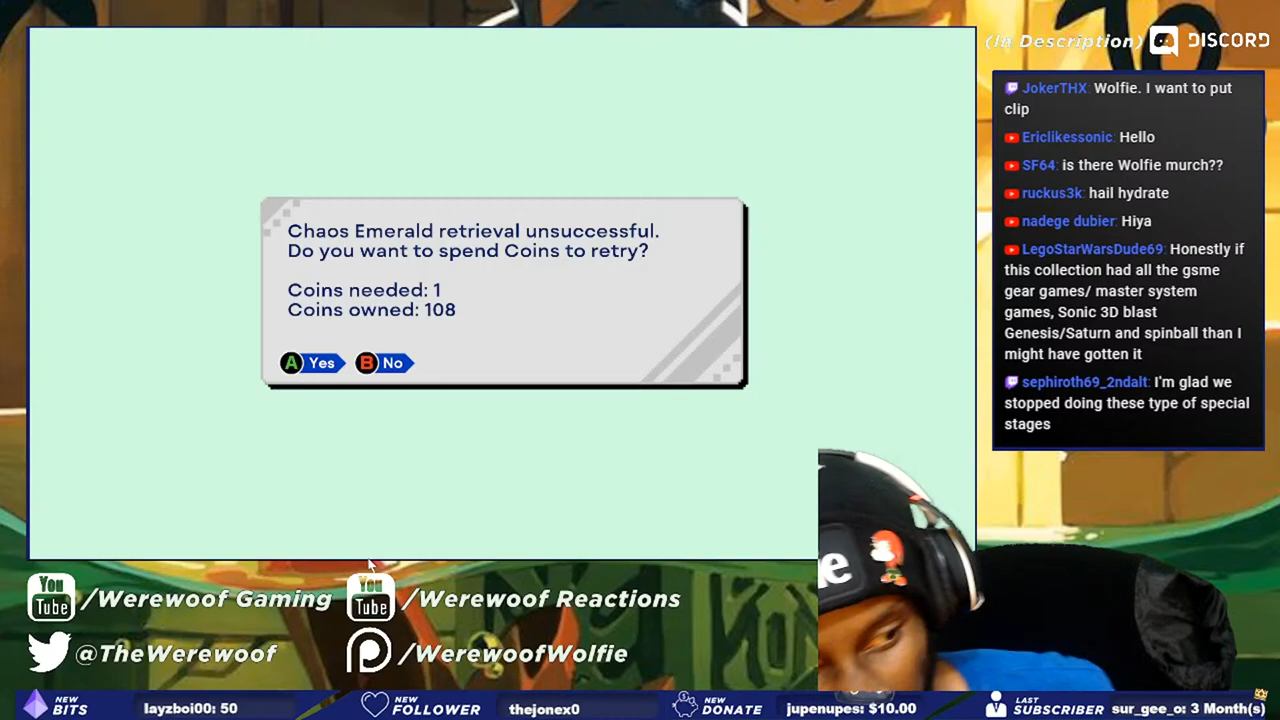 (In Description) DISCORD
JokerTHX: Wolfie. I want to put
clip
Ericlikessonic: Hello
SF64: is there Wolfie murch??
ruckus3k: hail hydrate
nadege dubier: Hiya
LegoStarWarsDude69: Honestly if
this collection had all the gsme
gear games/ master system
games, Sonic 3D blast
Genesis/Saturn and spinball than I
might have gotten it
sephiroth69_2ndalt: I'm glad we
stopped doing these type of special
stages
Chaos Emerald retrieval unsuccessful.
Do you want to spend Coins to retry?
Coins needed: 1
Coins owned: 108
A Yes B No
You Tube /Werewoof Gaming
You Tube /Werewoof Reactions
@TheWerewoof
/WerewoofWolfie
NEW BITS
layzboi00: 50
NEW FOLLOWER
thejonex0
NEW DONATE
jupenupes: $10.00
LAST SUBSCRIBER
sur_gee_o: 3 Month(s)